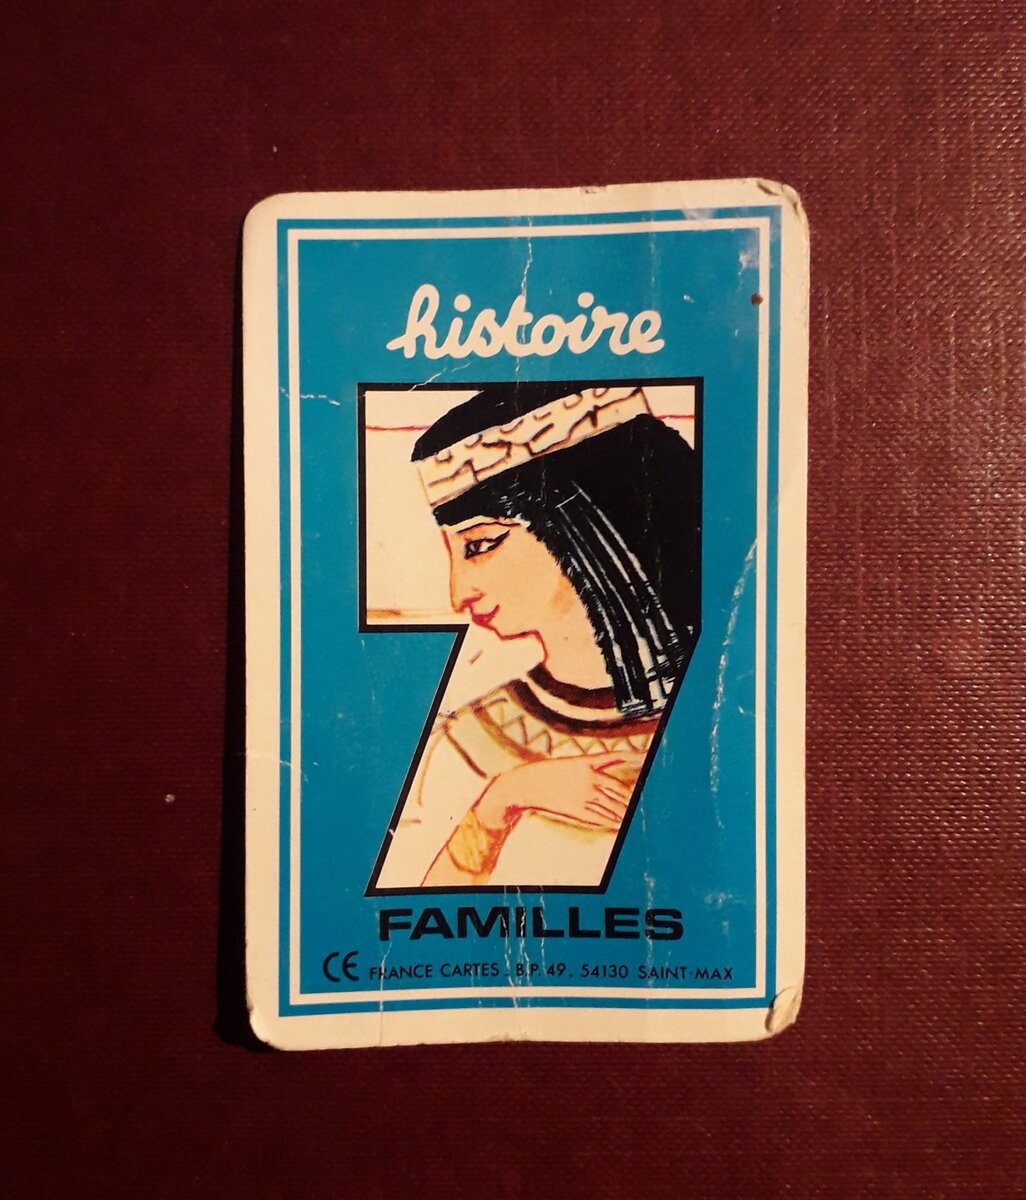 histoire
7
FAMILLES
CE FRANCE CARTES - B.P. 49 - 54130 SAINT-MAX